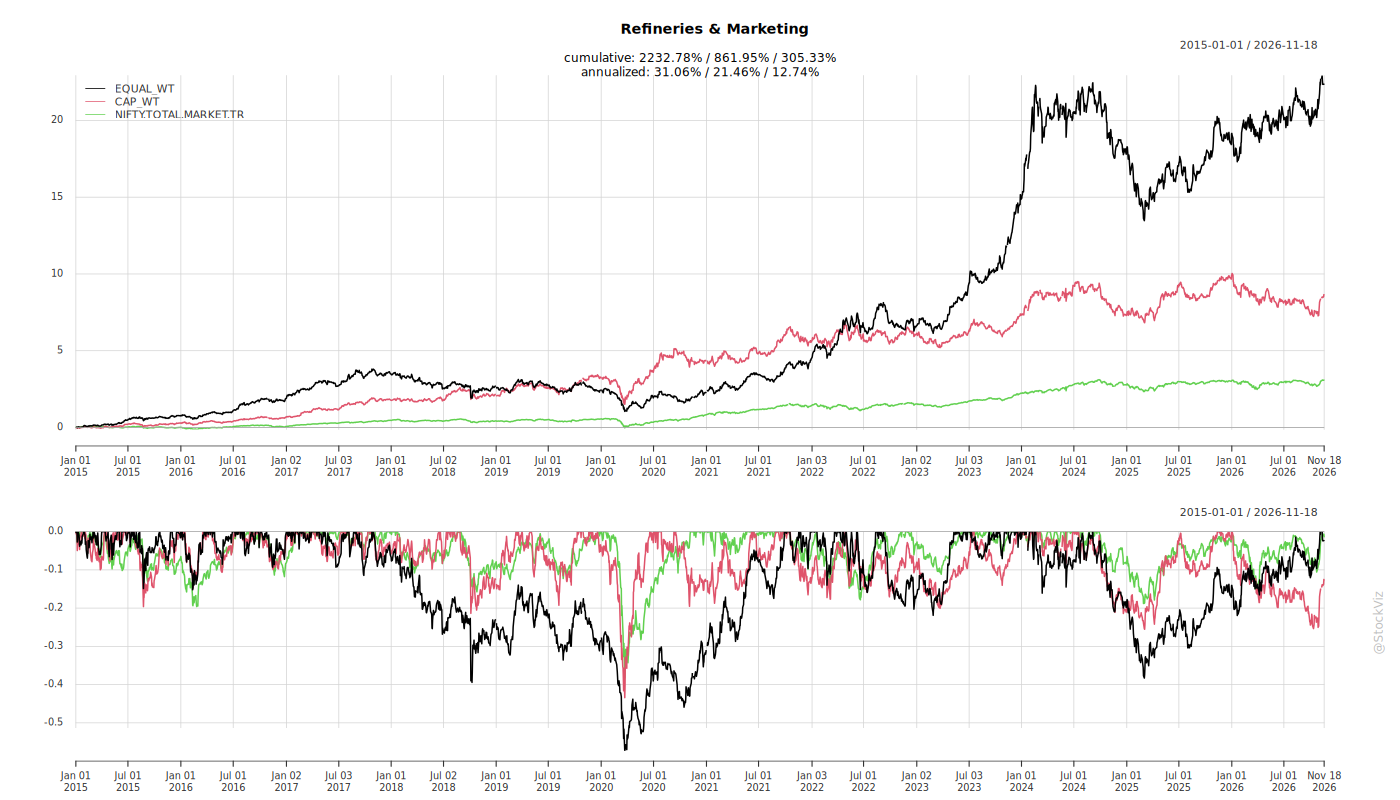 Refineries & Marketing
2015-01-01 / 2026-11-18
cumulative: 2232.78% / 861.95% / 305.33%
annualized: 31.06% / 21.46% / 12.74%
EQUAL_WT
CAP_WT
NIFTY.TOTAL.MARKET.TR
20
15
10
5
0
Jan 01 Jul 01 Jan 01 Jul 01 Jan 02 Jul 03 Jan 01 Jul 02 Jan 01 Jul 01 Jan 01 Jul 01 Jan 01 Jul 01 Jan 03 Jul 01 Jan 02 Jul 03 Jan 01 Jul 01 Jan 01 Jul 01 Jan 01 Jul 01 Nov 18
2015 2015 2016 2016 2017 2017 2018 2018 2019 2019 2020 2020 2021 2021 2022 2022 2023 2023 2024 2024 2025 2025 2026 2026 2026
2015-01-01 / 2026-11-18
0.0
-0.1
-0.2
-0.3
-0.4
-0.5
Jan 01 Jul 01 Jan 01 Jul 01 Jan 02 Jul 03 Jan 01 Jul 02 Jan 01 Jul 01 Jan 01 Jul 01 Jan 01 Jul 01 Jan 03 Jul 01 Jan 02 Jul 03 Jan 01 Jul 01 Jan 01 Jul 01 Jan 01 Jul 01 Nov 18
2015 2015 2016 2016 2017 2017 2018 2018 2019 2019 2020 2020 2021 2021 2022 2022 2023 2023 2024 2024 2025 2025 2026 2026 2026
@StockViz